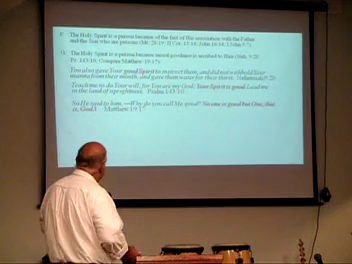 F. The Holy Spirit is a person because of the fact of His association with the Father
and the Son who are persons (Mt. 28:19; II Cor. 13:14; John 16:14; I John 5:7)
G. The Holy Spirit is a person because moral goodness is ascribed to Him (Neh. 9:20;
Ps. 143:10; Compare Matthew 19:17).
You also gave Your good Spirit to instruct them, and did not withhold Your
manna from their mouth, and gave them water for their thirst. Nehemiah 9:20
Teach me to do Your will, for You are my God; Your Spirit is good. Lead me
in the land of uprightness. Psalm 143:10
So He said to him, —Why do you call Me good? No one is good but One, that
is, God.‖ Matthew 19:17